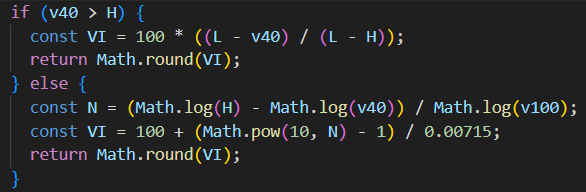 if (v40 > H) {
const VI = 100 * ((L - v40) / (L - H));
return Math.round(VI);
} else {
const N = (Math.log(H) - Math.log(v40)) / Math.log(v100);
const VI = 100 + (Math.pow(10, N) - 1) / 0.00715;
return Math.round(VI);
}